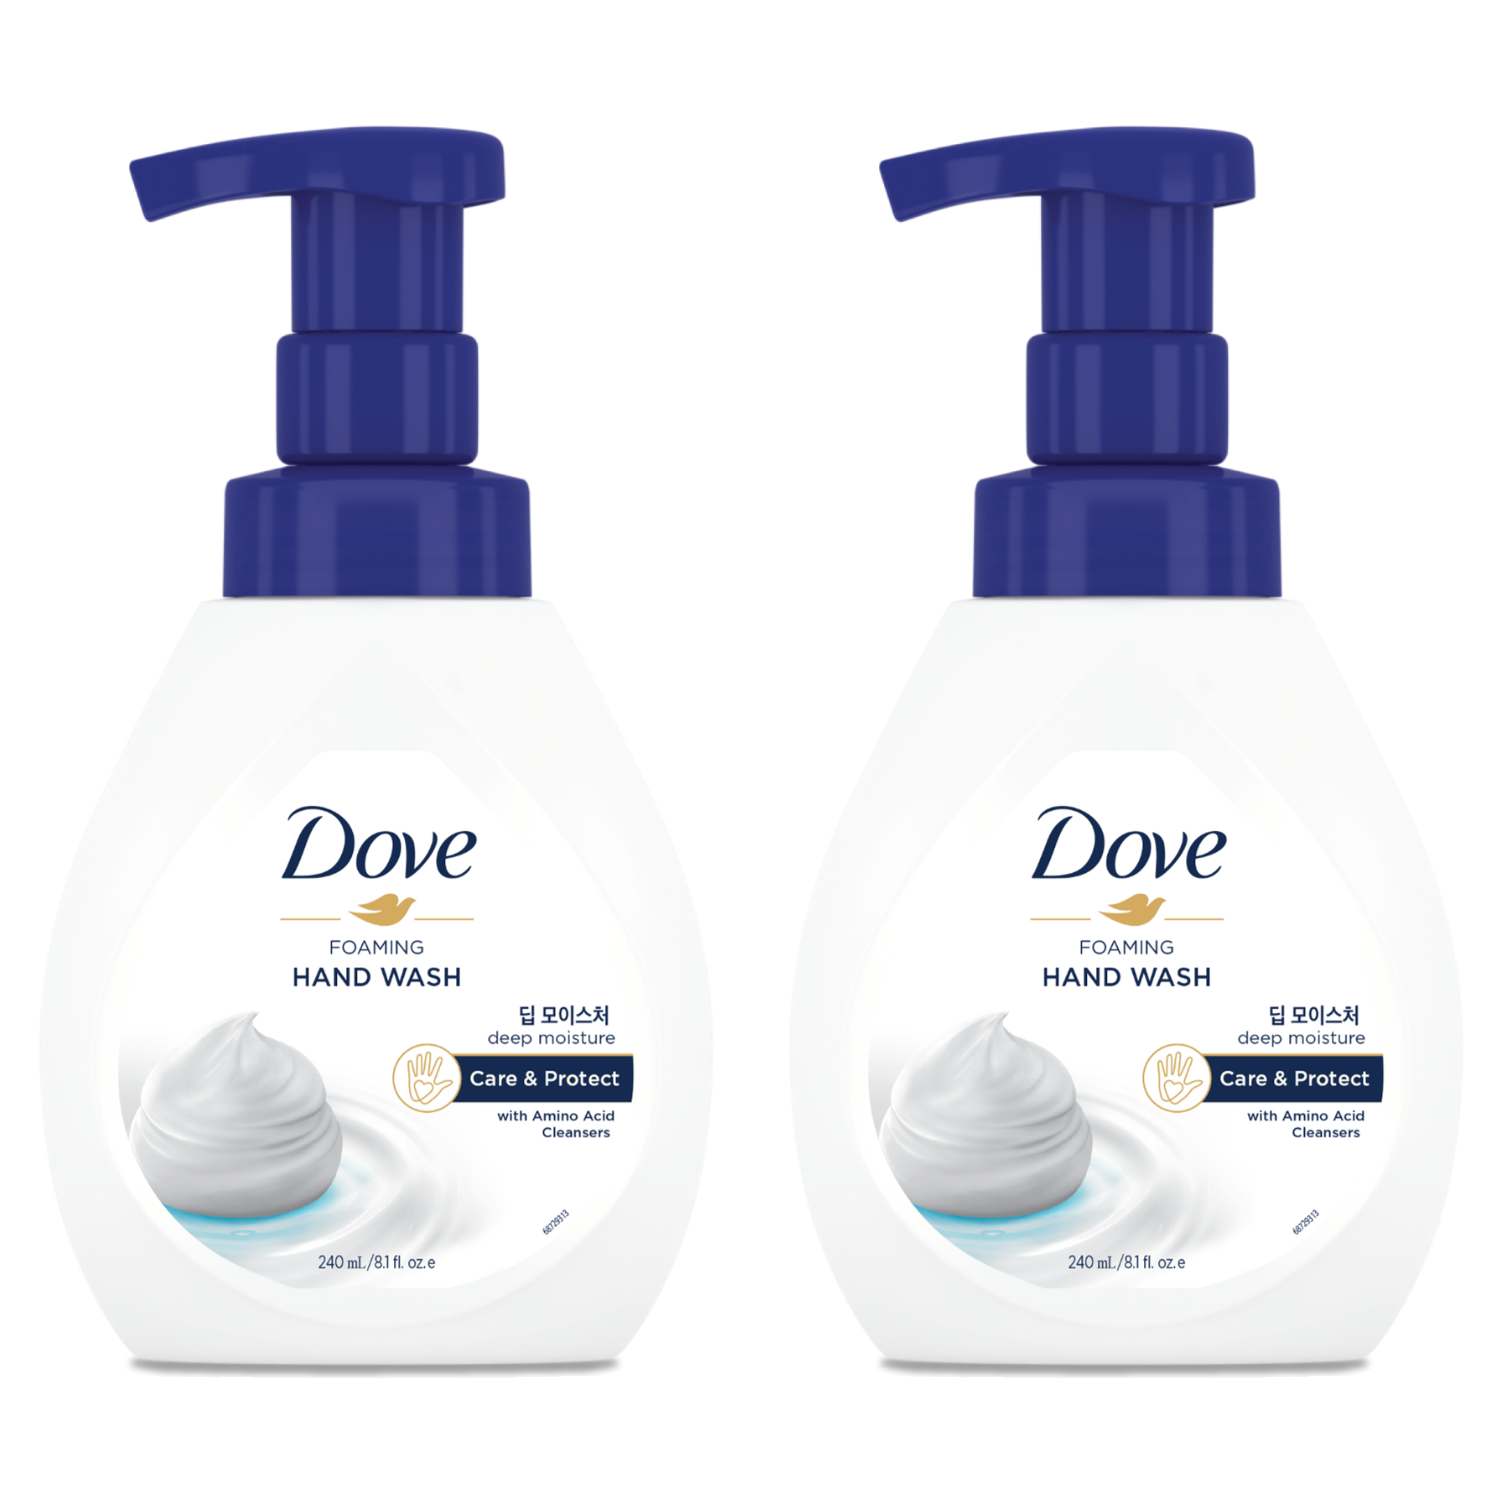 Dove
FOAMING
HAND WASH
딥 모이스처
deep moisture
Care & Protect
with Amino Acid
Cleansers
68729313
240 mL/8.1 fl. oz. e
Dove
FOAMING
HAND WASH
딥 모이스처
deep moisture
Care & Protect
with Amino Acid
Cleansers
68729313
240 mL/8.1 fl. oz. e